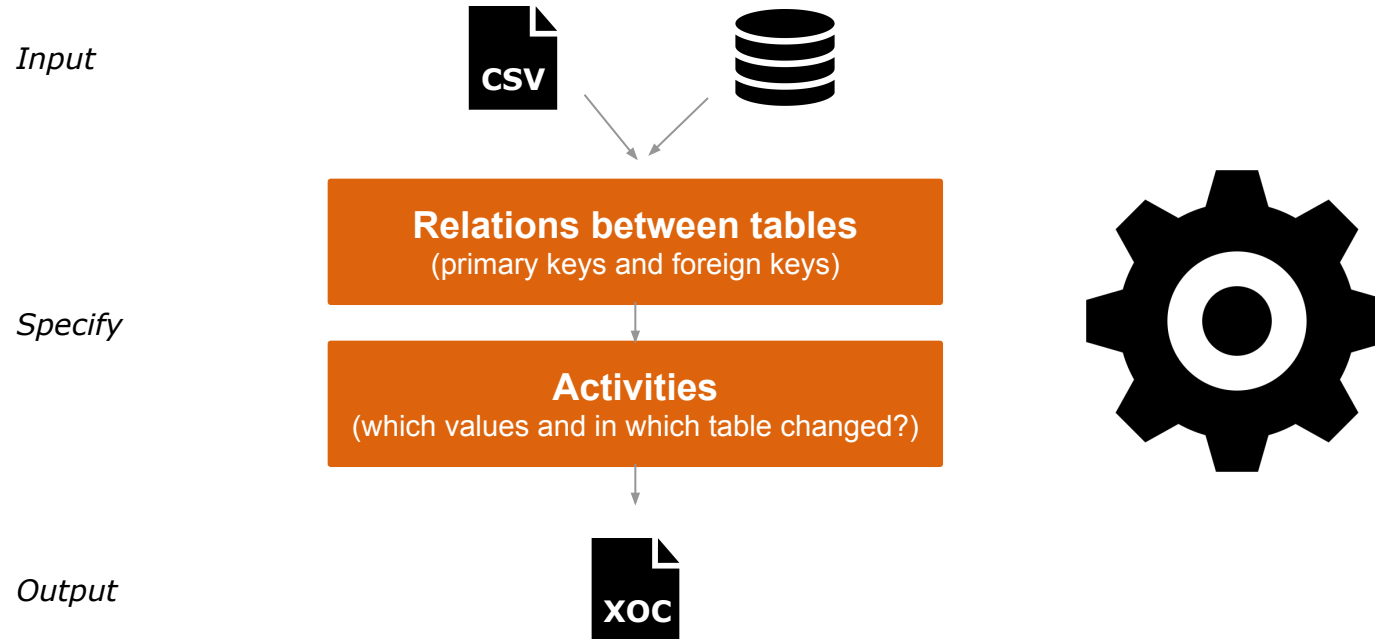 Input
CSV
Relations between tables
(primary keys and foreign keys)
Specify
Activities
(which values and in which table changed?)
Output
XOC